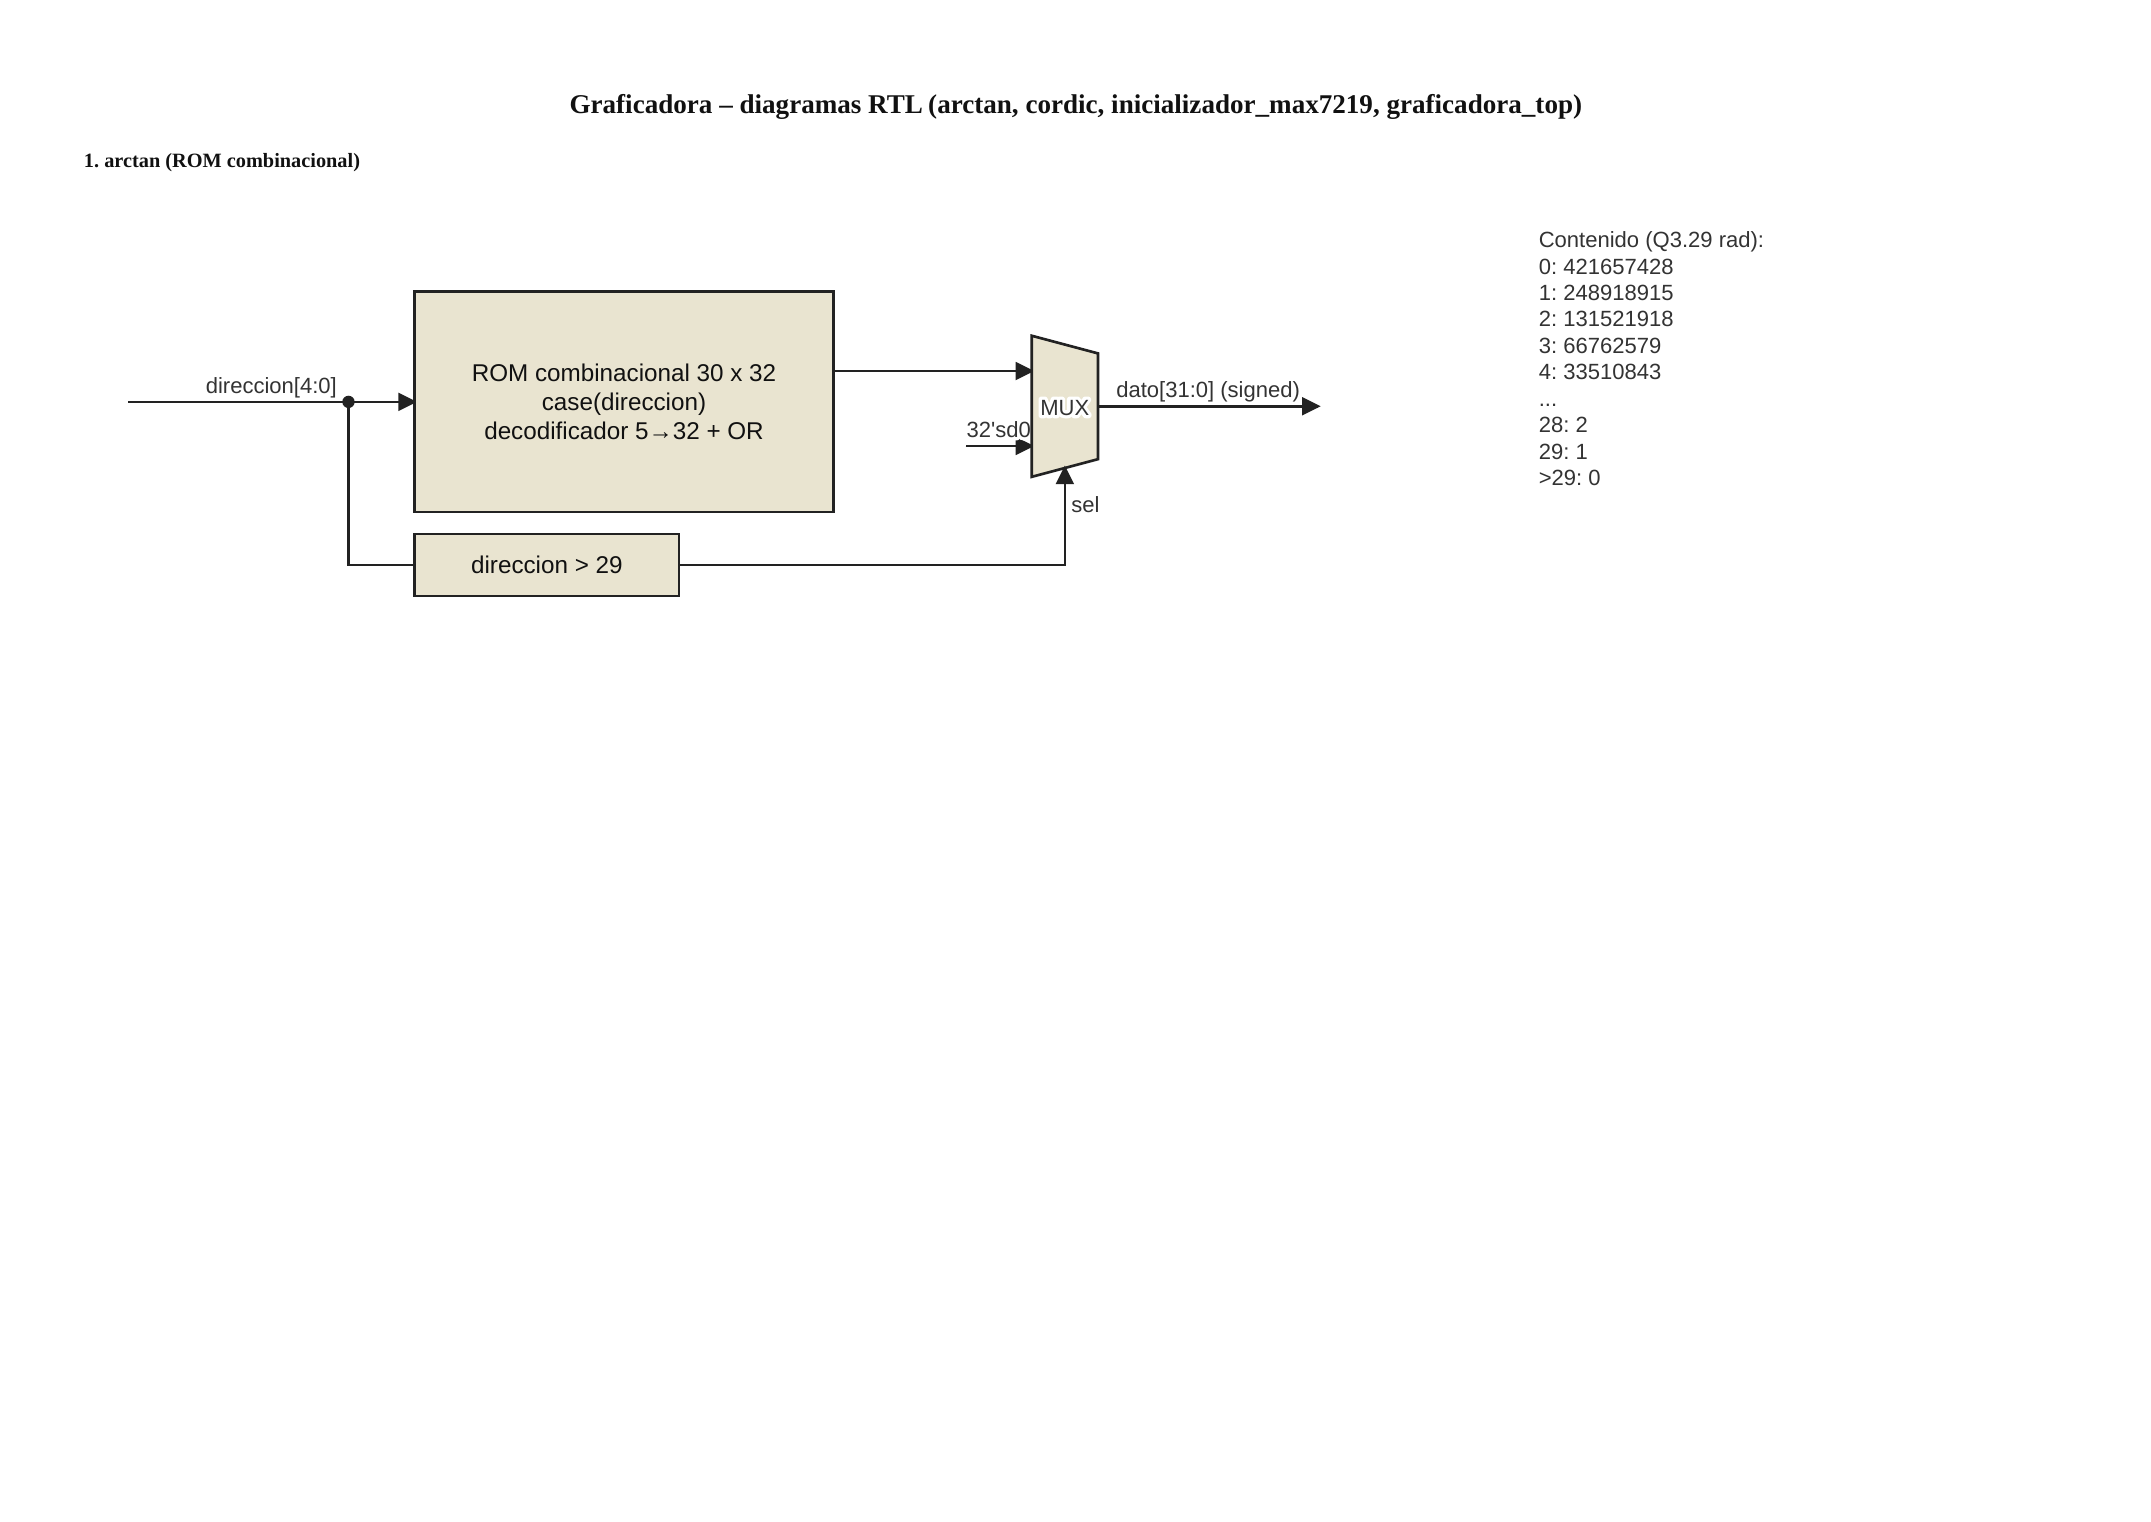 Graficadora – diagramas RTL (arctan, cordic, inicializador_max7219, graficadora_top)
1. arctan (ROM combinacional)
direccion[4:0]
ROM combinacional 30 x 32
case(direccion)
decodificador 5→32 + OR
direccion > 29
32'sd0
MUX
sel
dato[31:0] (signed)
Contenido (Q3.29 rad):
0: 421657428
1: 248918915
2: 131521918
3: 66762579
4: 33510843
...
28: 2
29: 1
>29: 0